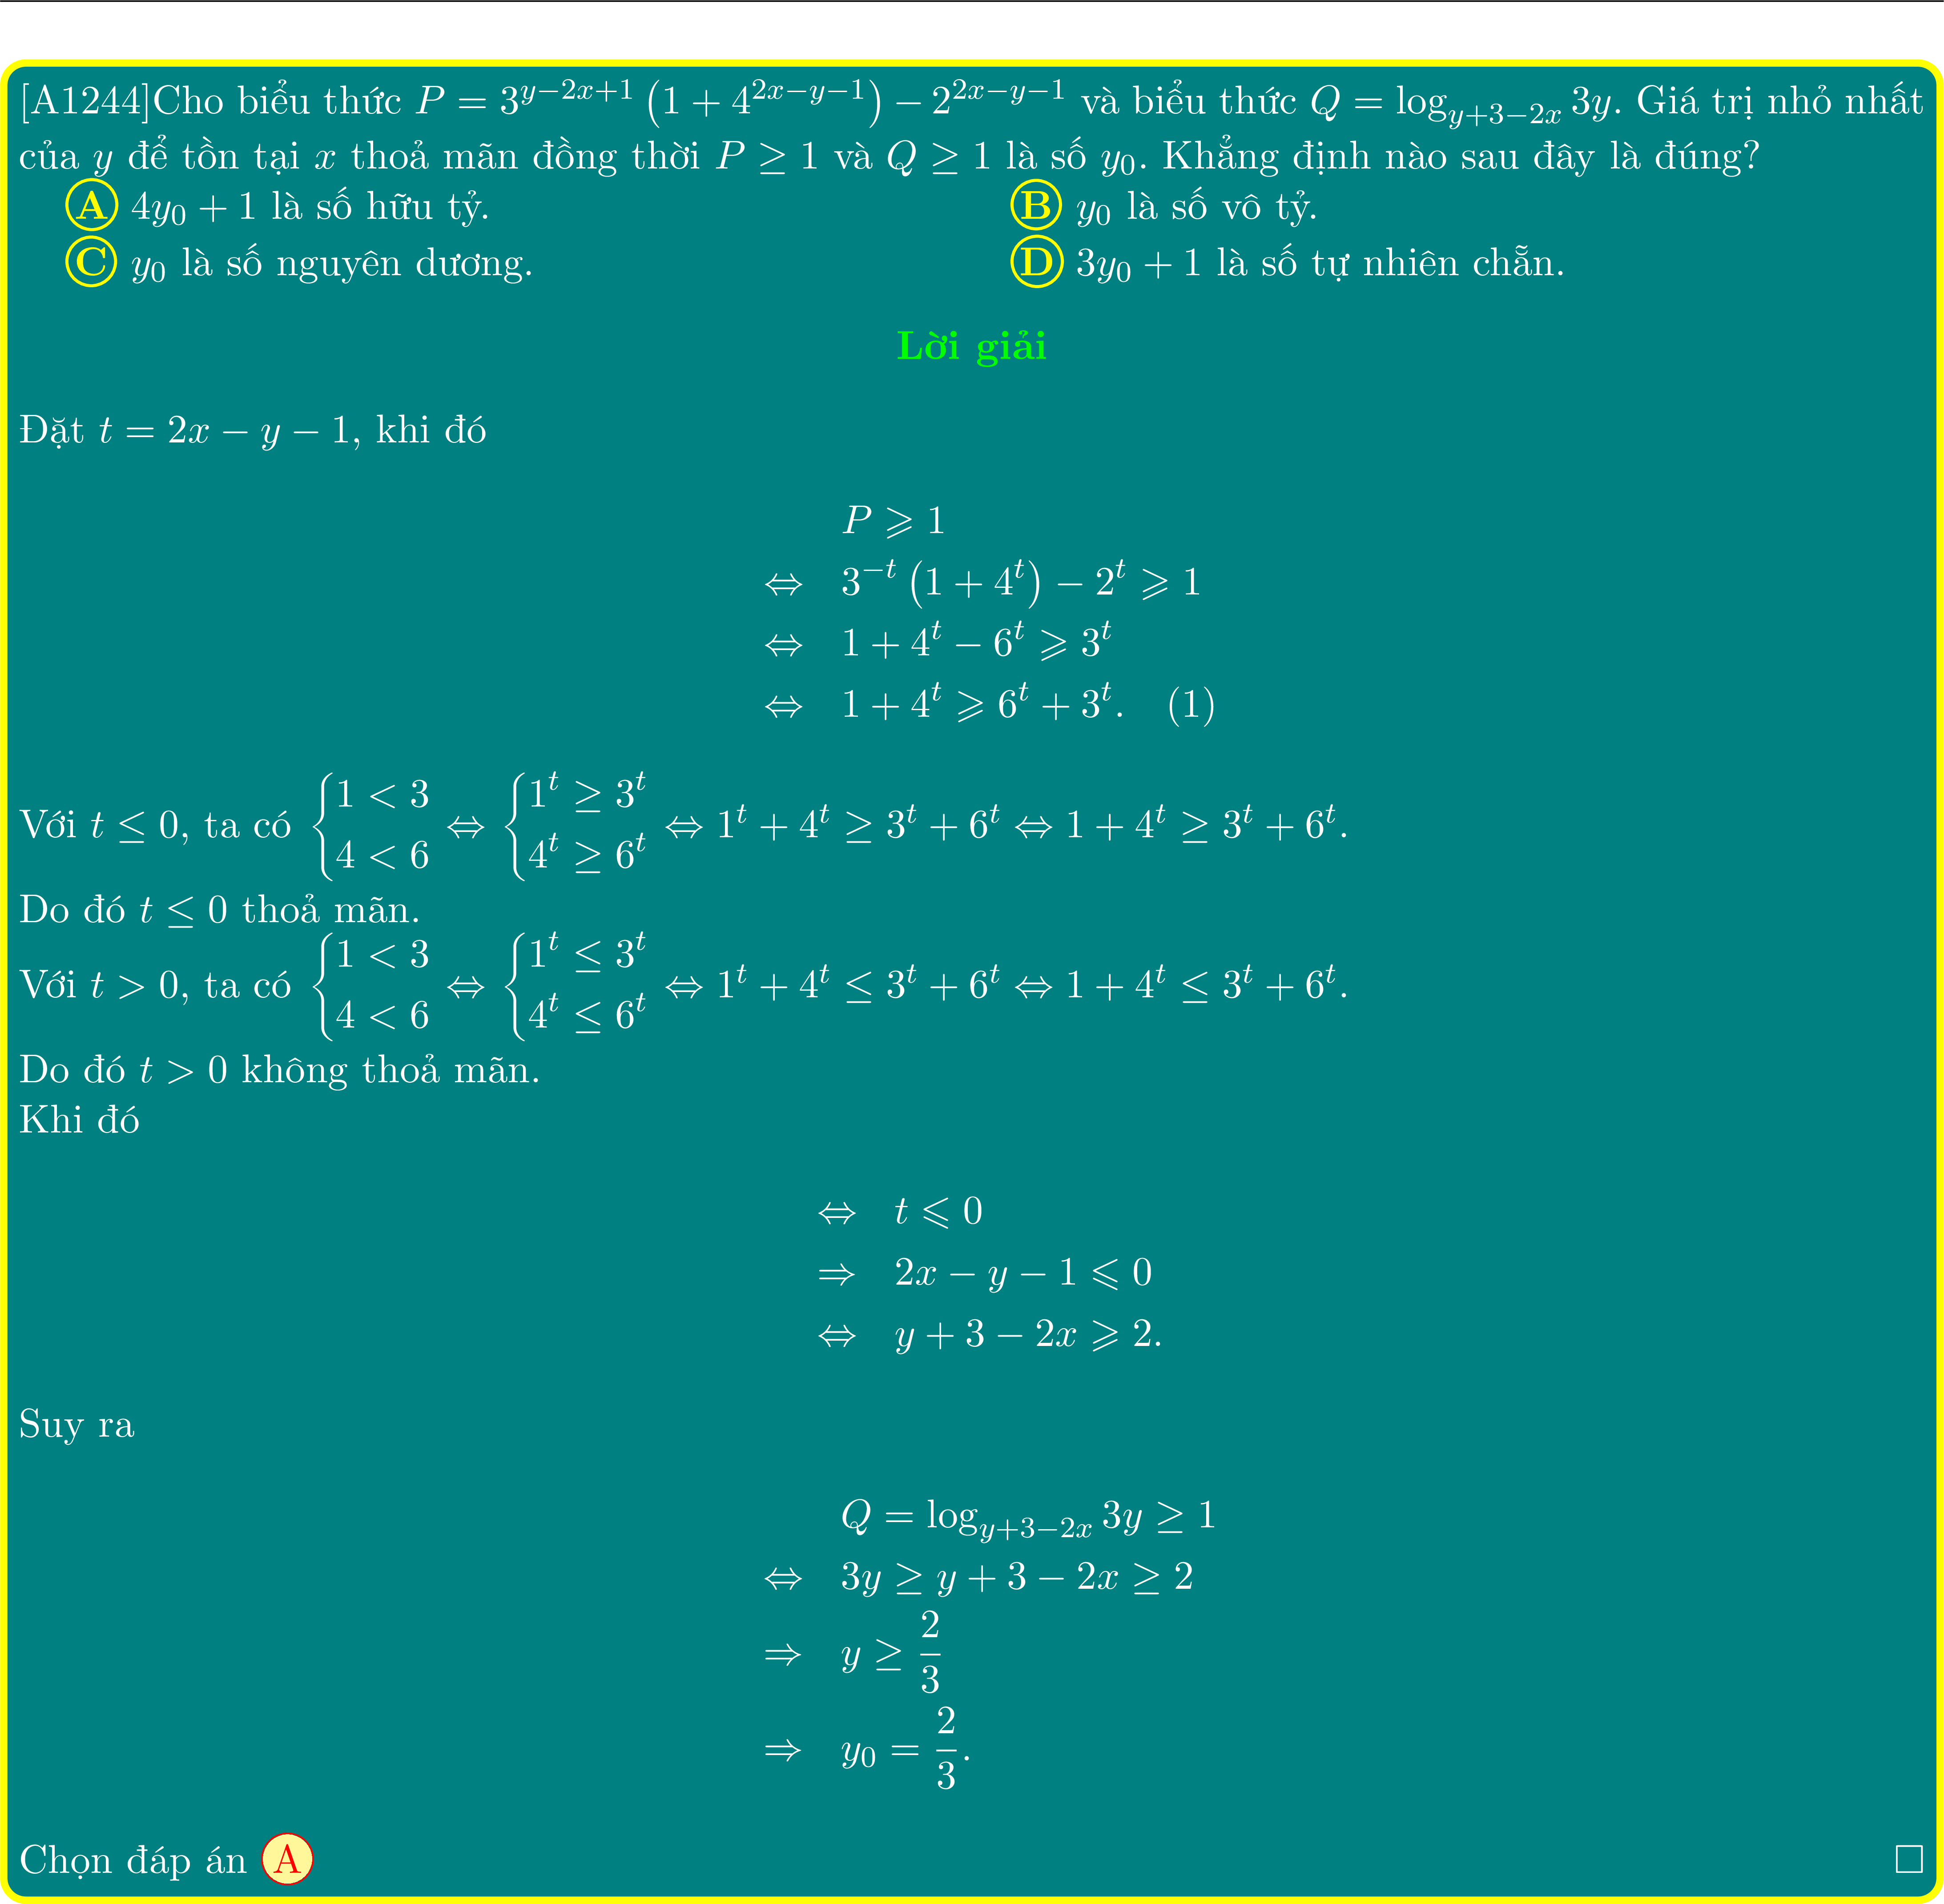 [A1244]Cho biểu thức $P = 3^{y-2x+1}\left(1 + 4^{2x-y-1}\right) - 2^{2x-y-1}$ và biểu thức $Q = \log_{y+3-2x} 3y$. Giá trị nhỏ nhất
của $y$ để tồn tại $x$ thoả mãn đồng thời $P \geq 1$ và $Q \geq 1$ là số $y_0$. Khẳng định nào sau đây là đúng?
A $4y_0 + 1$ là số hữu tỷ. B $y_0$ là số vô tỷ.
C $y_0$ là số nguyên dương. D $3y_0 + 1$ là số tự nhiên chẵn.
Lời giải
Đặt $t = 2x - y - 1$, khi đó
$P \geqslant 1$
$\Leftrightarrow 3^{-t}\left(1 + 4^t\right) - 2^t \geqslant 1$
$\Leftrightarrow 1 + 4^t - 6^t \geqslant 3^t$
$\Leftrightarrow 1 + 4^t \geqslant 6^t + 3^t. \quad (1)$
Với $t \leq 0$, ta có $\begin{cases} 1 < 3 \\ 4 < 6 \end{cases} \Leftrightarrow \begin{cases} 1^t \geq 3^t \\ 4^t \geq 6^t \end{cases} \Leftrightarrow 1^t + 4^t \geq 3^t + 6^t \Leftrightarrow 1 + 4^t \geq 3^t + 6^t.$
Do đó $t \leq 0$ thoả mãn.
Với $t > 0$, ta có $\begin{cases} 1 < 3 \\ 4 < 6 \end{cases} \Leftrightarrow \begin{cases} 1^t \leq 3^t \\ 4^t \leq 6^t \end{cases} \Leftrightarrow 1^t + 4^t \leq 3^t + 6^t \Leftrightarrow 1 + 4^t \leq 3^t + 6^t.$
Do đó $t > 0$ không thoả mãn.
Khi đó
$\Leftrightarrow t \leqslant 0$
$\Rightarrow 2x - y - 1 \leqslant 0$
$\Leftrightarrow y + 3 - 2x \geqslant 2.$
Suy ra
$Q = \log_{y+3-2x} 3y \geq 1$
$\Leftrightarrow 3y \geq y + 3 - 2x \geq 2$
$\Rightarrow y \geq \dfrac{2}{3}$
$\Rightarrow y_0 = \dfrac{2}{3}.$
Chọn đáp án A □